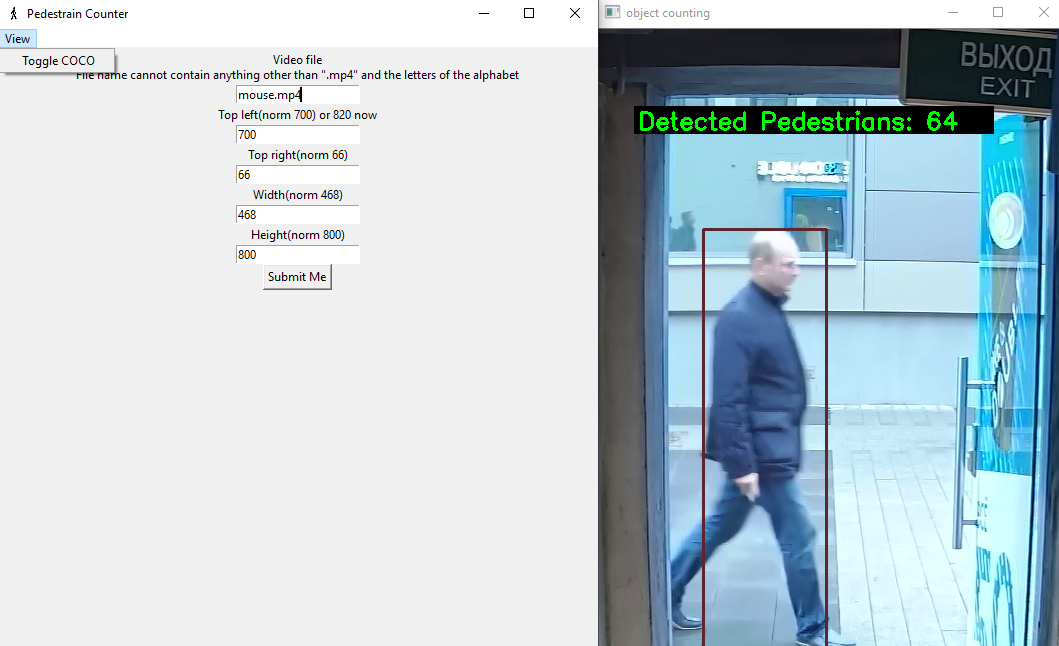 Pedestrain Counter
View
Toggle COCO
Video file
File name cannot contain anything other than ".mp4" and the letters of the alphabet
mouse.mp4
Top left(norm 700) or 820 now
700
Top right(norm 66)
66
Width(norm 468)
468
Height(norm 800)
800
Submit Me
object counting
ВЫХОД
EXIT
Detected Pedestrians: 64